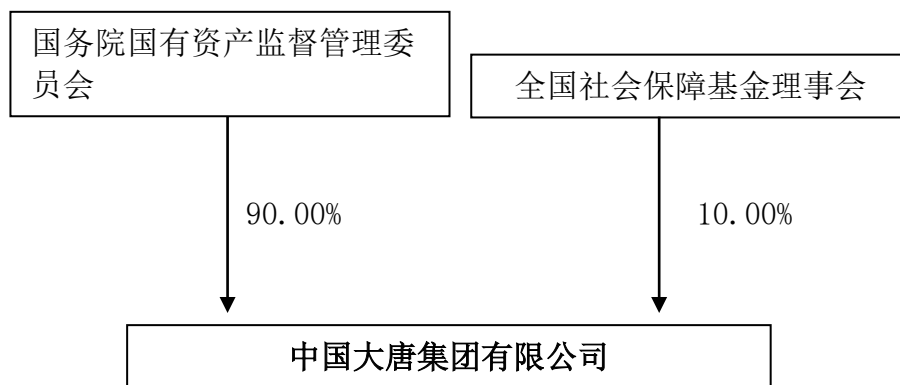 国务院国有资产监督管理委
员会
全国社会保障基金理事会
90.00%
10.00%
中国大唐集团有限公司